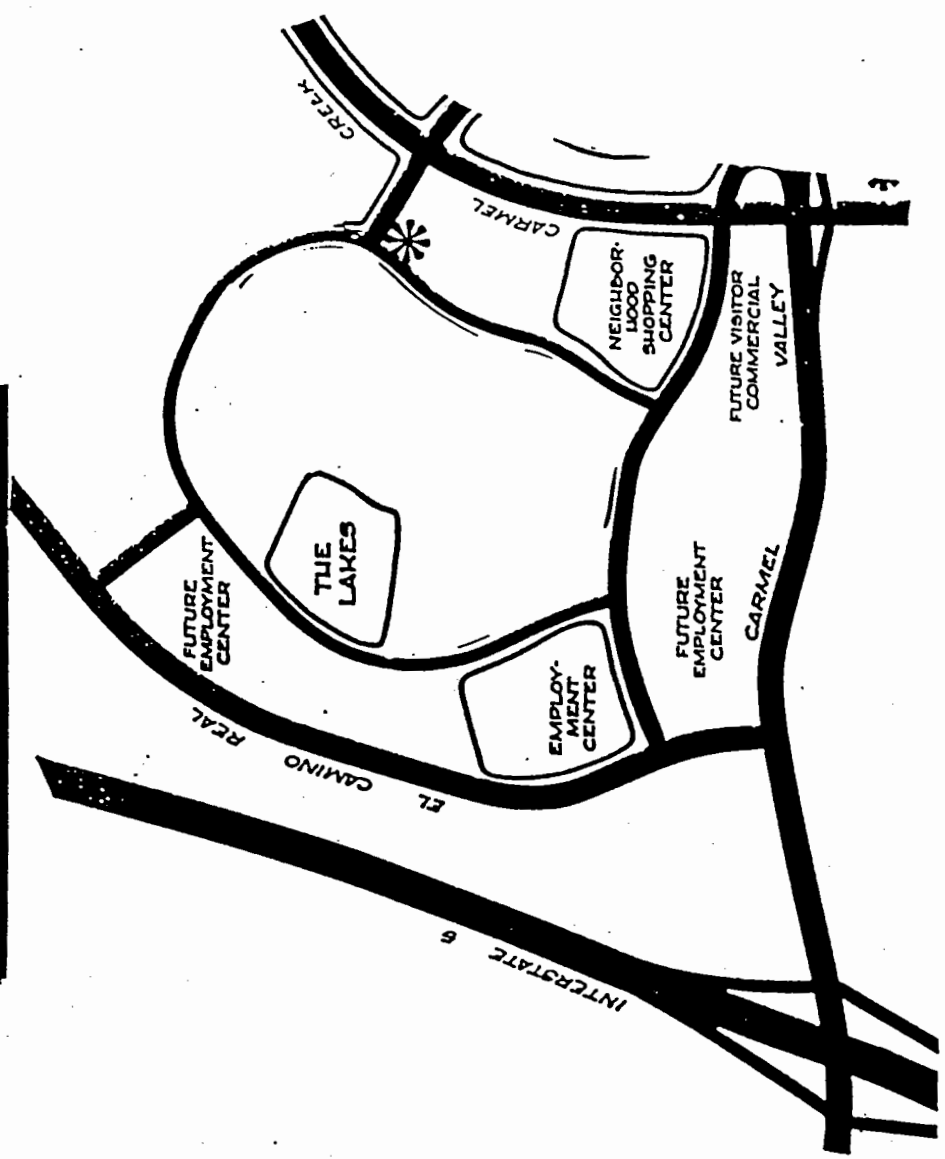 CREEK
CARMEL
NEIGHBOR-
HOOD
SHOPPING
CENTER
FUTURE VISITOR
COMMERCIAL
VALLEY
THE
LAKES
FUTURE
EMPLOYMENT
CENTER
FUTURE
EMPLOYMENT
CENTER
CARMEL
EMPLOY-
MENT
CENTER
EL CAMINO REAL
INTERSTATE 5